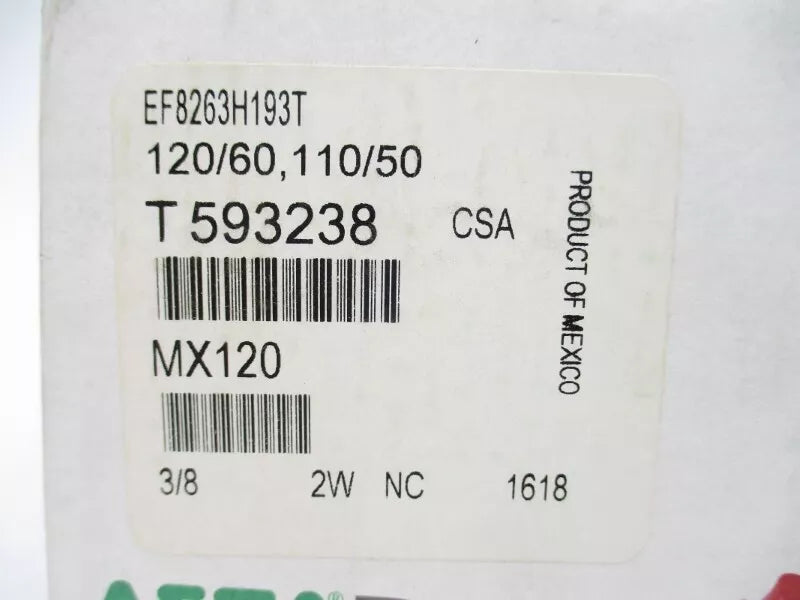 EF8263H193T
120/60,110/50
T 593238 CSA
PRODUCT OF MEXICO
MX120
3/8 2W NC 1618